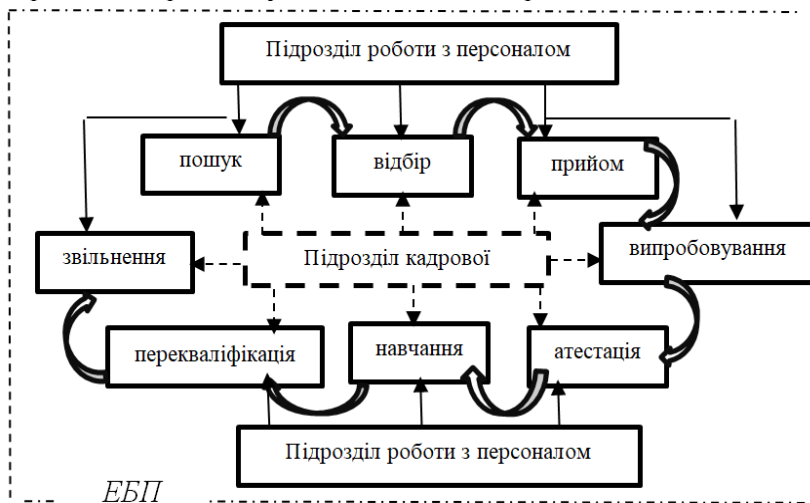 Підрозділ роботи з персоналом
пошук
відбір
прийом
звільнення
Підрозділ кадрової
випробовування
перекваліфікація
навчання
атестація
Підрозділ роботи з персоналом
ЕБП